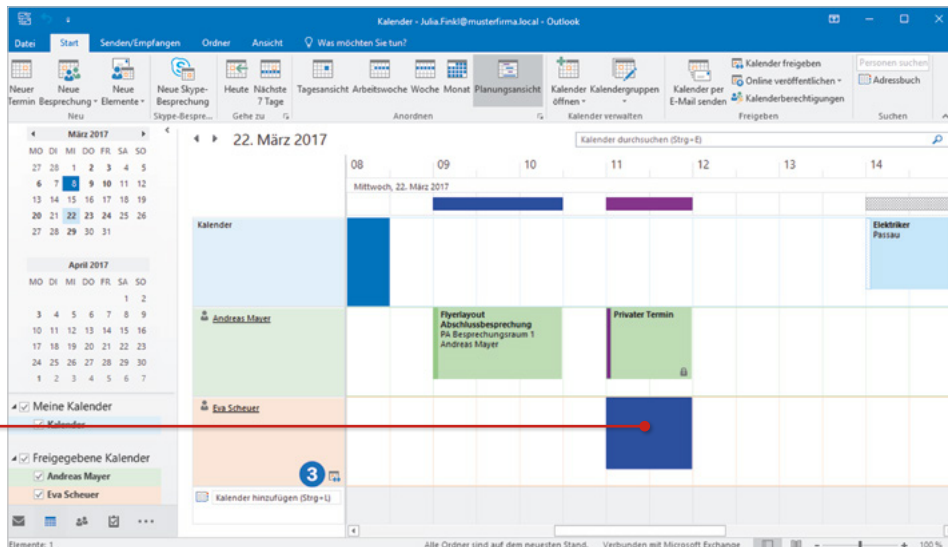 Kalender - Julia.Finkl@musterfirma.local - Outlook
Datei Start Senden/Empfangen Ordner Ansicht Was möchten Sie tun?
Neuer Termin
Neue Besprechung
Neue Elemente
Neue Skype-Besprechung
Heute
Nächste 7 Tage
Tagesansicht Arbeitswoche Woche Monat Planungsansicht
Kalender öffnen
Kalendergruppen
Kalender per E-Mail senden
Kalender freigeben
Online veröffentlichen
Kalenderberechtigungen
Personen suchen
Adressbuch
Neu Skype-Bespre... Gehe zu Anordnen Kalender verwalten Freigeben Suchen
März 2017
MO DI MI DO FR SA SO
27 28 1 2 3 4 5
6 7 8 9 10 11 12
13 14 15 16 17 18 19
20 21 22 23 24 25 26
27 28 29 30 31
April 2017
MO DI MI DO FR SA SO
1 2
3 4 5 6 7 8 9
10 11 12 13 14 15 16
17 18 19 20 21 22 23
24 25 26 27 28 29 30
1 2 3 4 5 6 7
Meine Kalender
Kalender
Freigegebene Kalender
Andreas Mayer
Eva Scheuer
22. März 2017
Kalender durchsuchen (Strg+E)
08 09 10 11 12 13 14
Mittwoch, 22. März 2017
Kalender
Elektriker
Passau
Andreas Mayer
Flyerlayout
Abschlussbesprechung
PA Besprechungsraum 1
Andreas Mayer
Privater Termin
Eva Scheuer
3
Kalender hinzufügen (Strg+L)
Elemente: 1
Alle Ordner sind auf dem neuesten Stand. Verbunden mit Microsoft Exchange 100 %